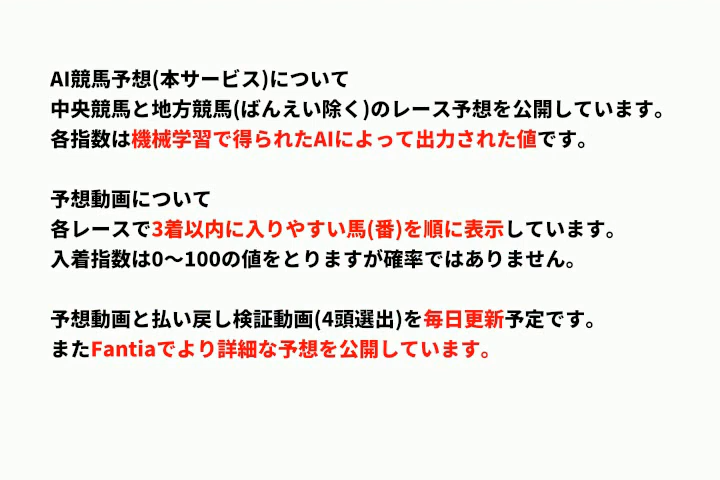 AI競馬予想(本サービス)について
中央競馬と地方競馬(ばんえい除く)のレース予想を公開しています。
各指数は機械学習で得られたAIによって出力された値です。
予想動画について
各レースで3着以内に入りやすい馬(番)を順に表示しています。
入着指数は0〜100の値をとりますが確率ではありません。
予想動画と払い戻し検証動画(4頭選出)を毎日更新予定です。
またFantiaでより詳細な予想を公開しています。